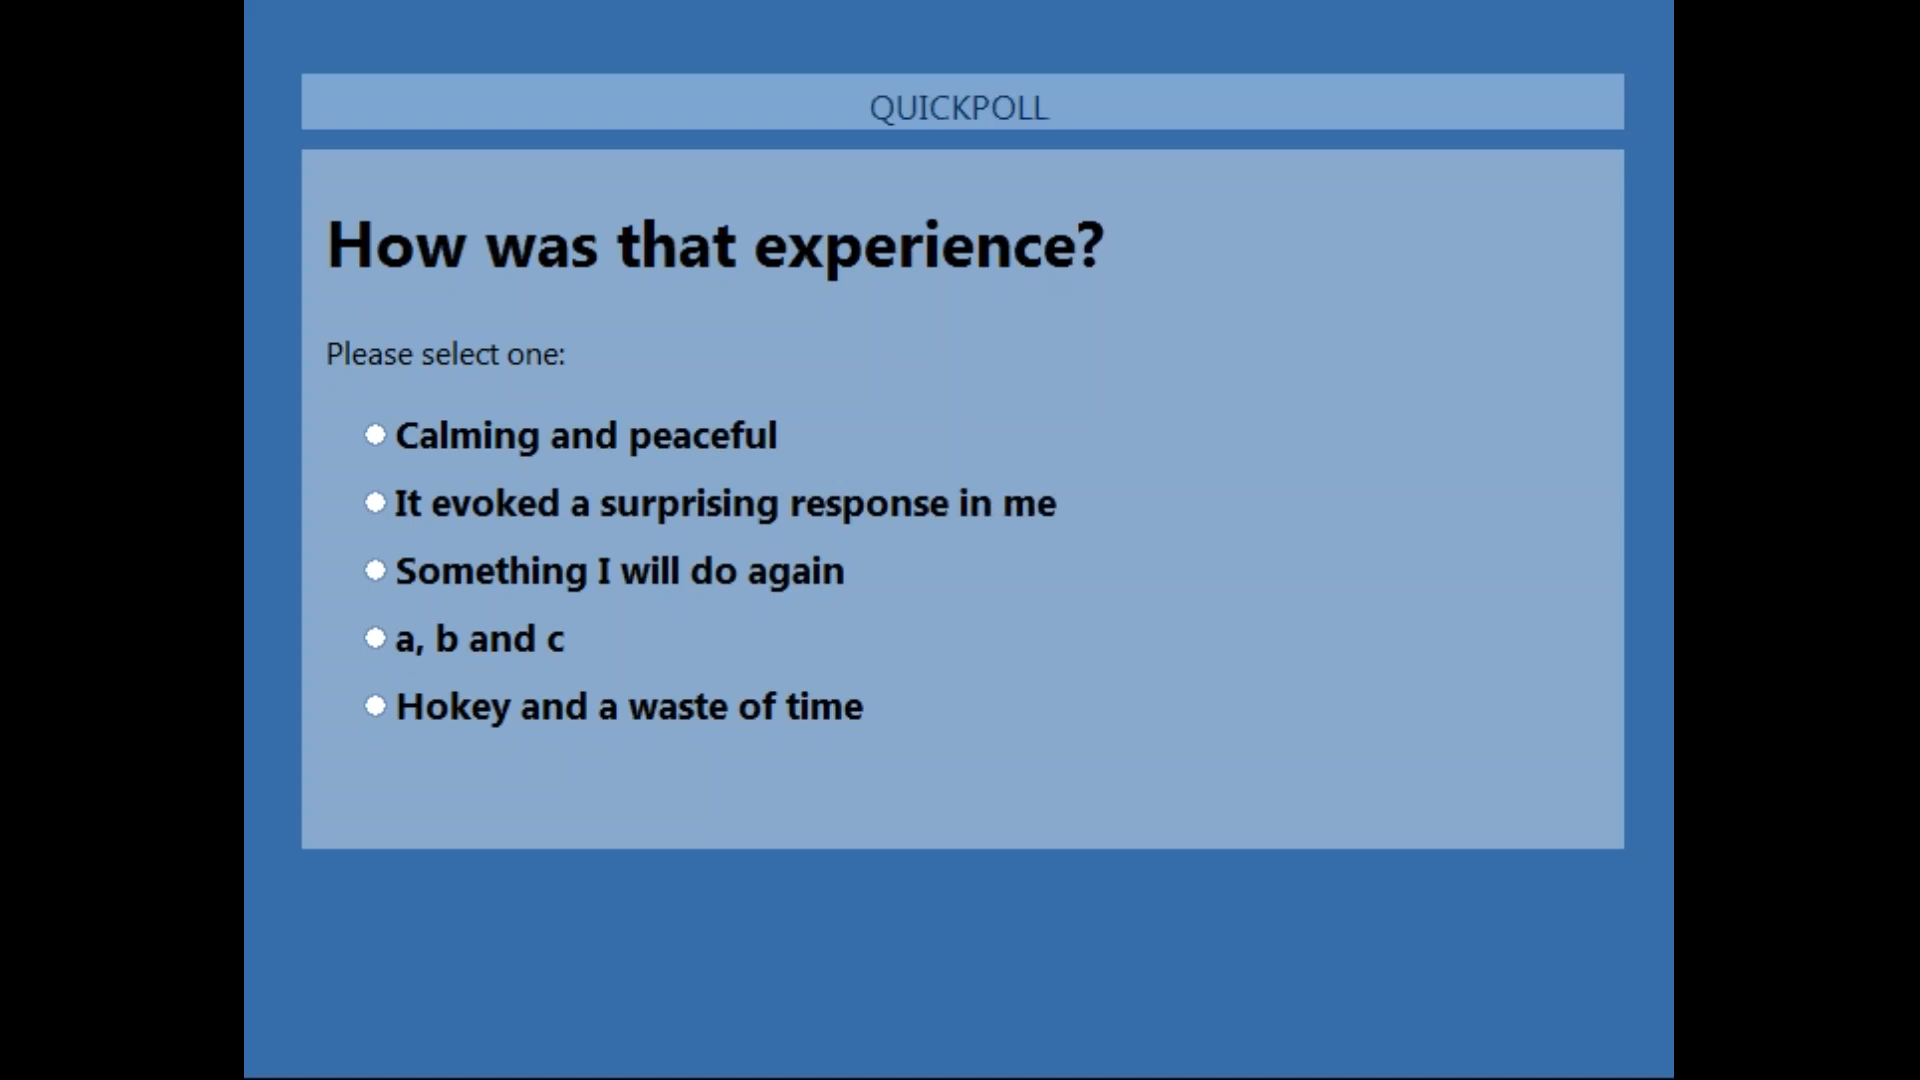 QUICKPOLL
How was that experience?
Please select one:
Calming and peaceful
It evoked a surprising response in me
Something I will do again
a, b and c
Hokey and a waste of time